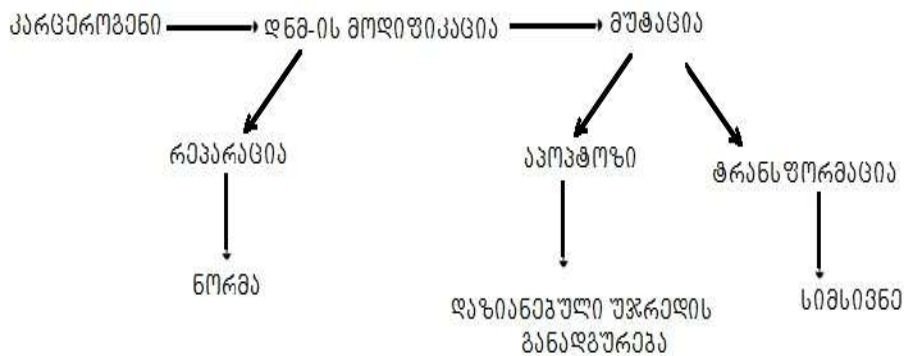 კარცეროგენი
დნმ-ის მოდიფიკაცია
მუტაცია
რეპარაცია
აპოპტოზი
ტრანსფორმაცია
ნორმა
დაზიანებული უჯრედის
განადგურება
სიმსივნე